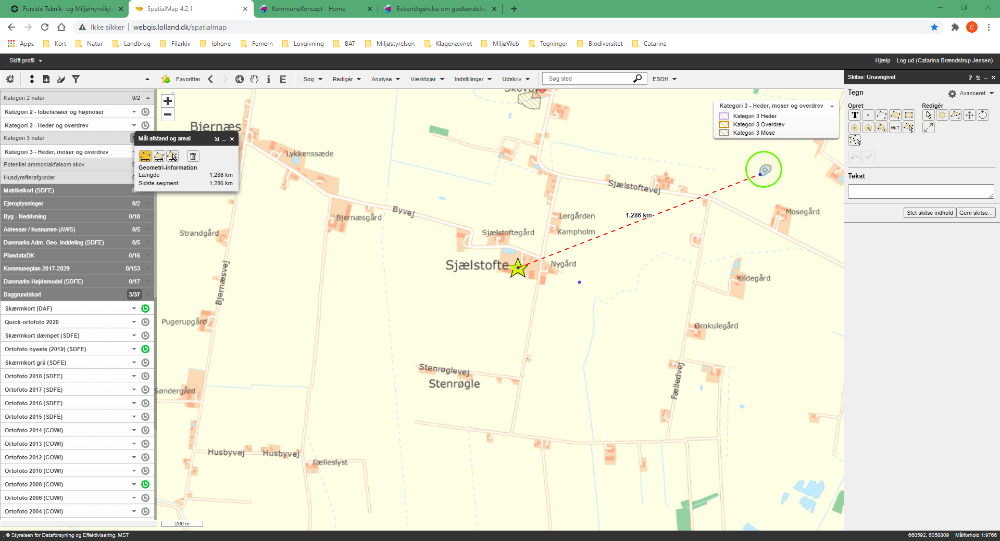 Forside Teknik- og Miljømyndigh
SpatialMap 4.2.1
KommuneKoncept - Home
Bekendtgørelse om godkendelse
Ikke sikker
webgis.lolland.dk/spatialmap
C
Apps
Kort
Natur
Landbrug
Filarkiv
Iphone
Femern
Lovgivning
BAT
Miljøstyrelsen
Klagenævnet
MiljøWeb
Tegninger
Biodiversitet
Catarina
Skift profil
Hjælp
Log ud (Catarina Brændstrup Jensen)
Favoritter
E
Søg
Redigér
Analyse
Værktøjer
Indstillinger
Udskriv
Søg sted
ESDH
Kategori 2 natur 0/2
Kategori 2 - lobeliesøer og højmoser
Kategori 2 - Heder og overdrev
Kategori 3 natur
Kategori 3 - Heder, moser og overdrev
Potentiel ammoniakfølsom skov
Husdyrefterafgrøder
Matrikelkort (SDFE)
Ejeroplysninger 0/2
Byg - Nedrivning 0/10
Adresser / husnumre (AWS) 0/5
Danmarks Adm. Geo. Inddeling (SDFE) 0/5
PlandataDK 0/16
Kommuneplan 2017-2029 0/153
Danmarks Højdemodel (SDFE) 0/17
Baggrundskort 3/37
Skærmkort (DAF)
Quick-ortofoto 2020
Skærmkort dæmpet (SDFE)
Ortofoto nyeste (2019) (SDFE)
Skærmkort grå (SDFE)
Ortofoto 2018 (SDFE)
Ortofoto 2017 (SDFE)
Ortofoto 2016 (SDFE)
Ortofoto 2015 (SDFE)
Ortofoto 2014 (COWI)
Ortofoto 2013 (COWI)
Ortofoto 2012 (COWI)
Ortofoto 2010 (COWI)
Ortofoto 2008 (COWI)
Ortofoto 2006 (COWI)
Ortofoto 2004 (COWI)
Mål afstand og areal
Geometri-information
Længde 1,286 km
Sidste segment 1,286 km
Skovby
Bjernæs
Lykkenssæde
Sjælstoftevej
Byvej
Bjernæsgård
Strandgård
Lergården
Kampholm
Sjælstoftegård
1,286 km
Mosegård
Sjælstofte
Nygård
Kildegård
Bjernæsvej
Pugerupgård
Ørnkulegård
Stenrøglevej
Stenrøgle
Fælledvej
Søndergård
Husbyvej
Husbyvej
Fælleslyst
200 m
Kategori 3 - Heder, moser og overdrev
Kategori 3 Heder
Kategori 3 Overdrev
Kategori 3 Mose
Skitse: Unavngivet
?
Tegn
Avanceret
Opret
Redigér
T
WKT
Tekst
Slet skitse indhold
Gem skitse...
, © Styrelsen for Dataforsyning og Effektivisering, MST
660592, 6058809
Målforhold 1:9766